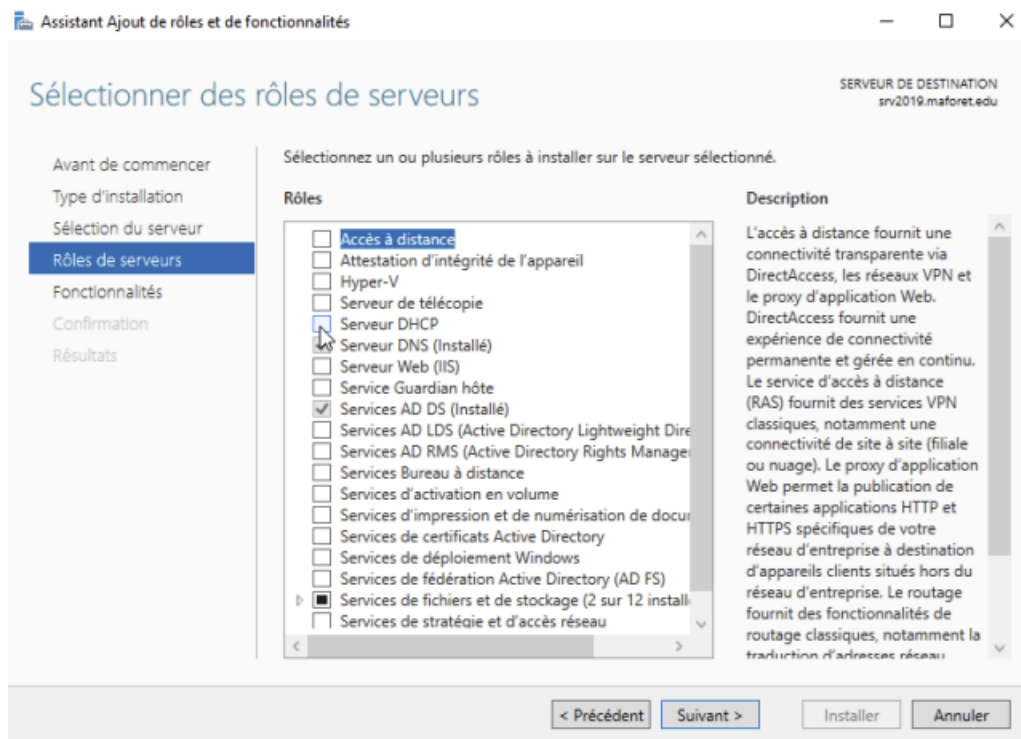 Assistant Ajout de rôles et de fonctionnalités
Sélectionner des rôles de serveurs
SERVEUR DE DESTINATION
srv2019.maforet.edu
Avant de commencer
Type d'installation
Sélection du serveur
Rôles de serveurs
Fonctionnalités
Confirmation
Résultats
Sélectionnez un ou plusieurs rôles à installer sur le serveur sélectionné.
Rôles
Accès à distance
Attestation d'intégrité de l'appareil
Hyper-V
Serveur de télécopie
Serveur DHCP
Serveur DNS (Installé)
Serveur Web (IIS)
Service Guardian hôte
Services AD DS (Installé)
Services AD LDS (Active Directory Lightweight Dire
Services AD RMS (Active Directory Rights Manage
Services Bureau à distance
Services d'activation en volume
Services d'impression et de numérisation de docu
Services de certificats Active Directory
Services de déploiement Windows
Services de fédération Active Directory (AD FS)
Services de fichiers et de stockage (2 sur 12 install
Services de stratégie et d'accès réseau
Description
L'accès à distance fournit une
connectivité transparente via
DirectAccess, les réseaux VPN et
le proxy d'application Web.
DirectAccess fournit une
expérience de connectivité
permanente et gérée en continu.
Le service d'accès à distance
(RAS) fournit des services VPN
classiques, notamment une
connectivité de site à site (filiale
ou nuage). Le proxy d'application
Web permet la publication de
certaines applications HTTP et
HTTPS spécifiques de votre
réseau d'entreprise à destination
d'appareils clients situés hors du
réseau d'entreprise. Le routage
fournit des fonctionnalités de
routage classiques, notamment la
traduction d'adresses réseau
< Précédent
Suivant >
Installer
Annuler